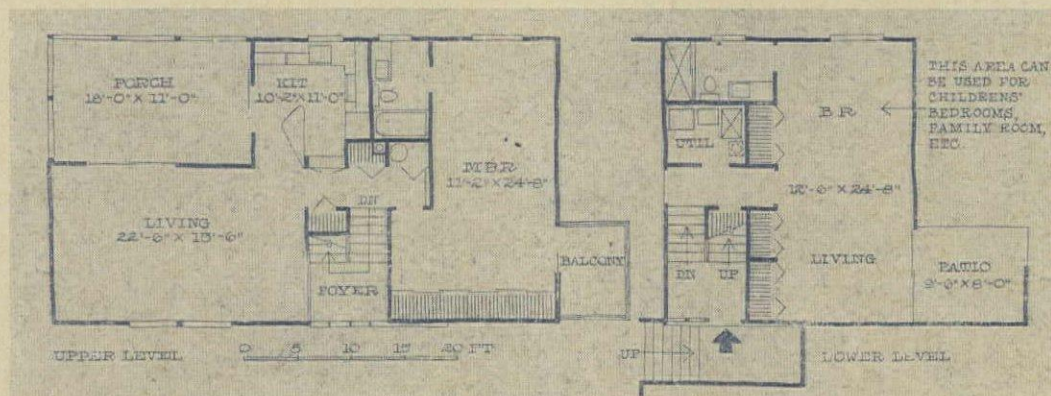 PORCH
18'-0" X 11'-0"
KIT
10'-2" X 11'-0"
MBR
11'-2" X 24'-8"
LIVING
22'-6" X 13'-6"
DN
FOYER
BALCONY
UPPER LEVEL
0 5 10 15 20 FT
UTIL
BR
12'-6" X 24'-8"
THIS AREA CAN
BE USED FOR
CHILDRENS'
BEDROOMS,
FAMILY ROOM,
ETC.
DN
UP
LIVING
PATIO
9'-6" X 8'-0"
UP
LOWER LEVEL